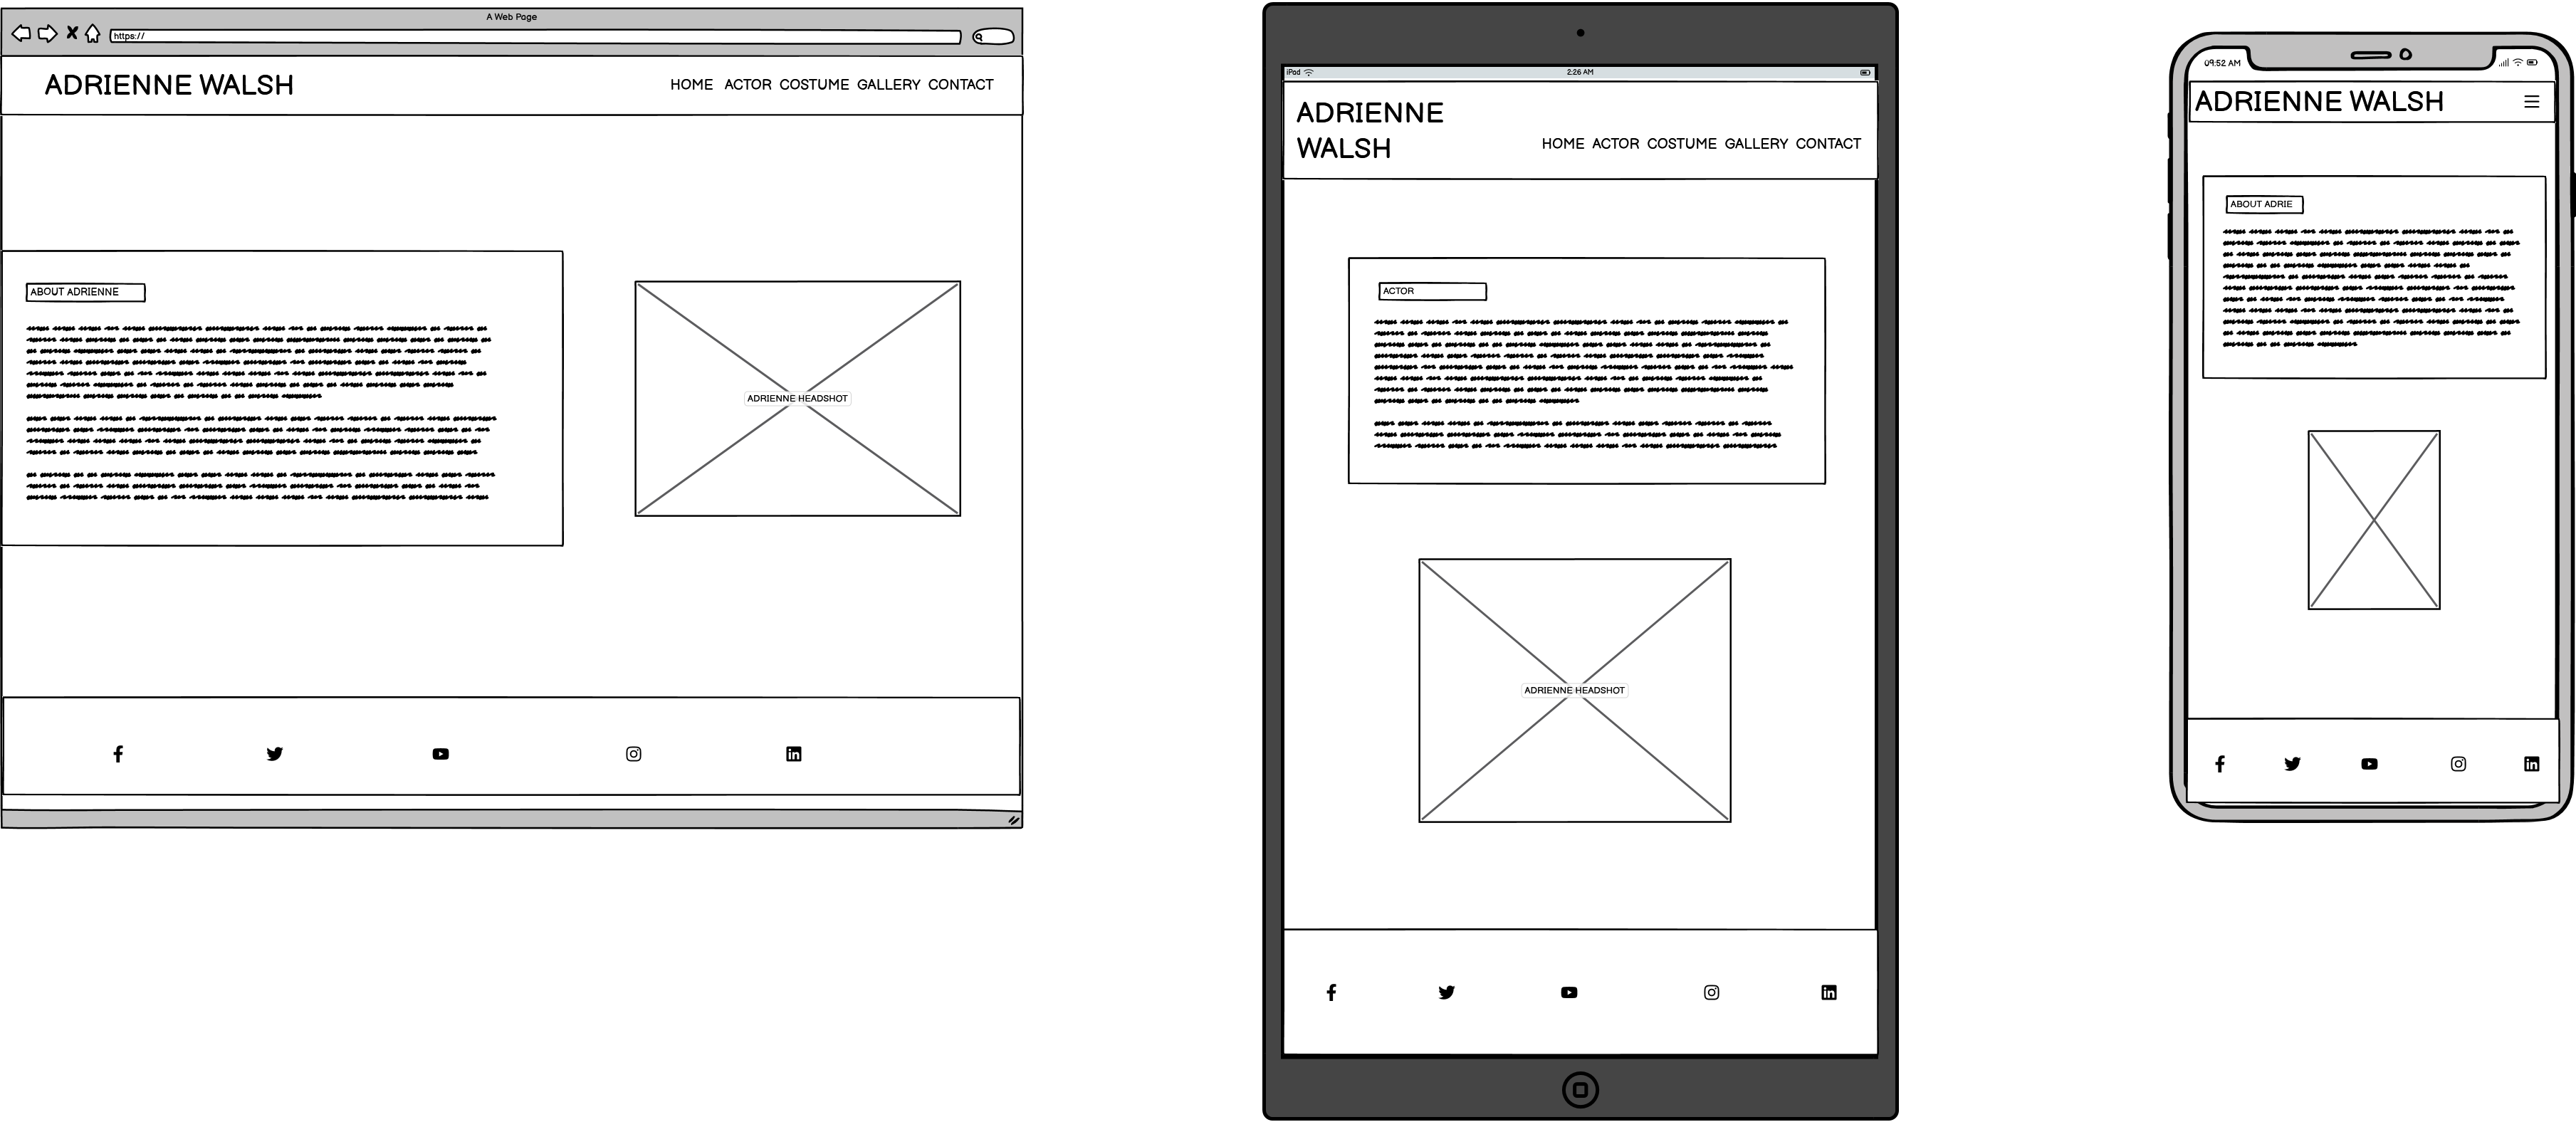 A Web Page
https://
ADRIENNE WALSH
HOME ACTOR COSTUME GALLERY CONTACT
ABOUT ADRIENNE
ADRIENNE HEADSHOT
iPad
2:26 AM
ADRIENNE
WALSH
HOME ACTOR COSTUME GALLERY CONTACT
ACTOR
ADRIENNE HEADSHOT
09:52 AM
ADRIENNE WALSH
ABOUT ADRIE